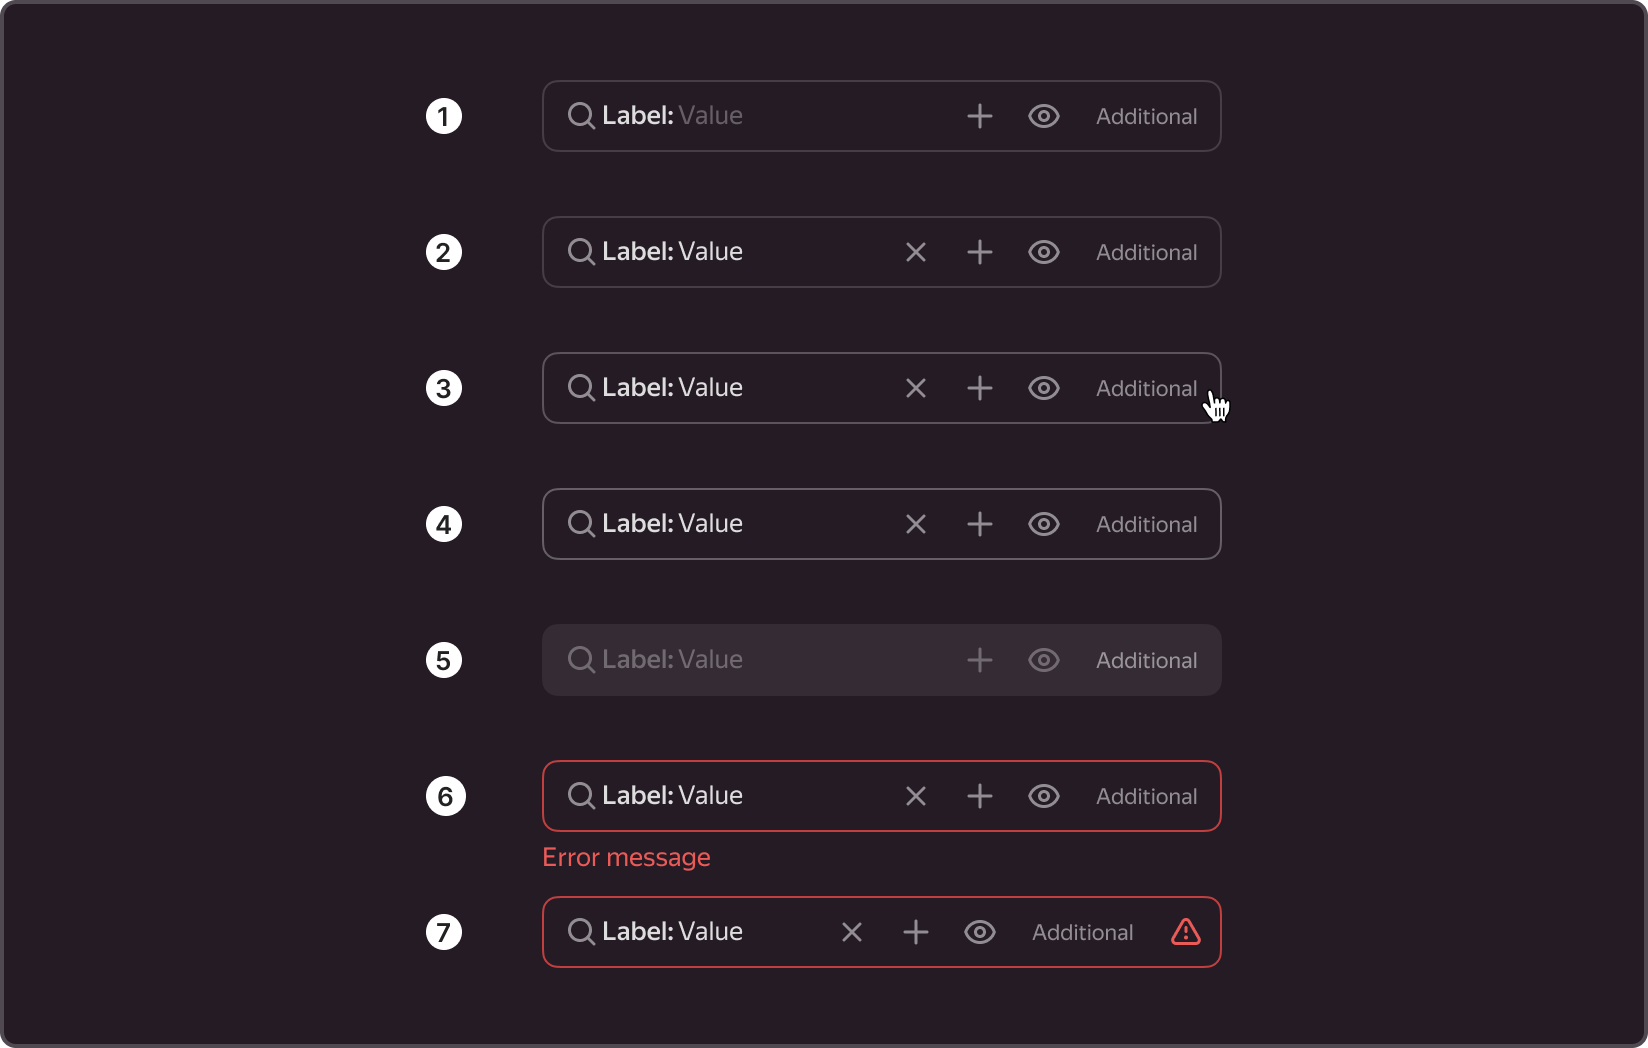 1 Label: Value Additional
2 Label: Value Additional
3 Label: Value Additional
4 Label: Value Additional
5 Label: Value Additional
6 Label: Value Additional
Error message
7 Label: Value Additional